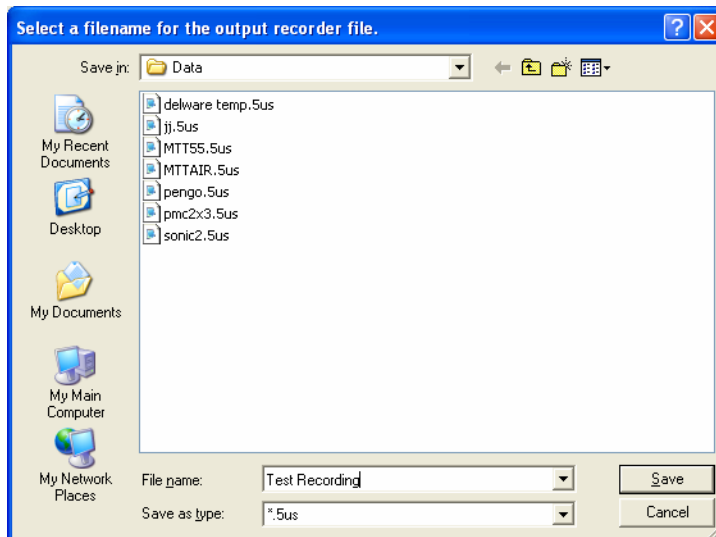 Select a filename for the output recorder file.
Save in:
Data
My Recent
Documents
Desktop
My Documents
My Main
Computer
My Network
Places
delware temp.5us
jj.5us
MTT55.5us
MTTAIR.5us
pengo.5us
pmc2x3.5us
sonic2.5us
File name:
Test Recording
Save
Save as type:
*.5us
Cancel